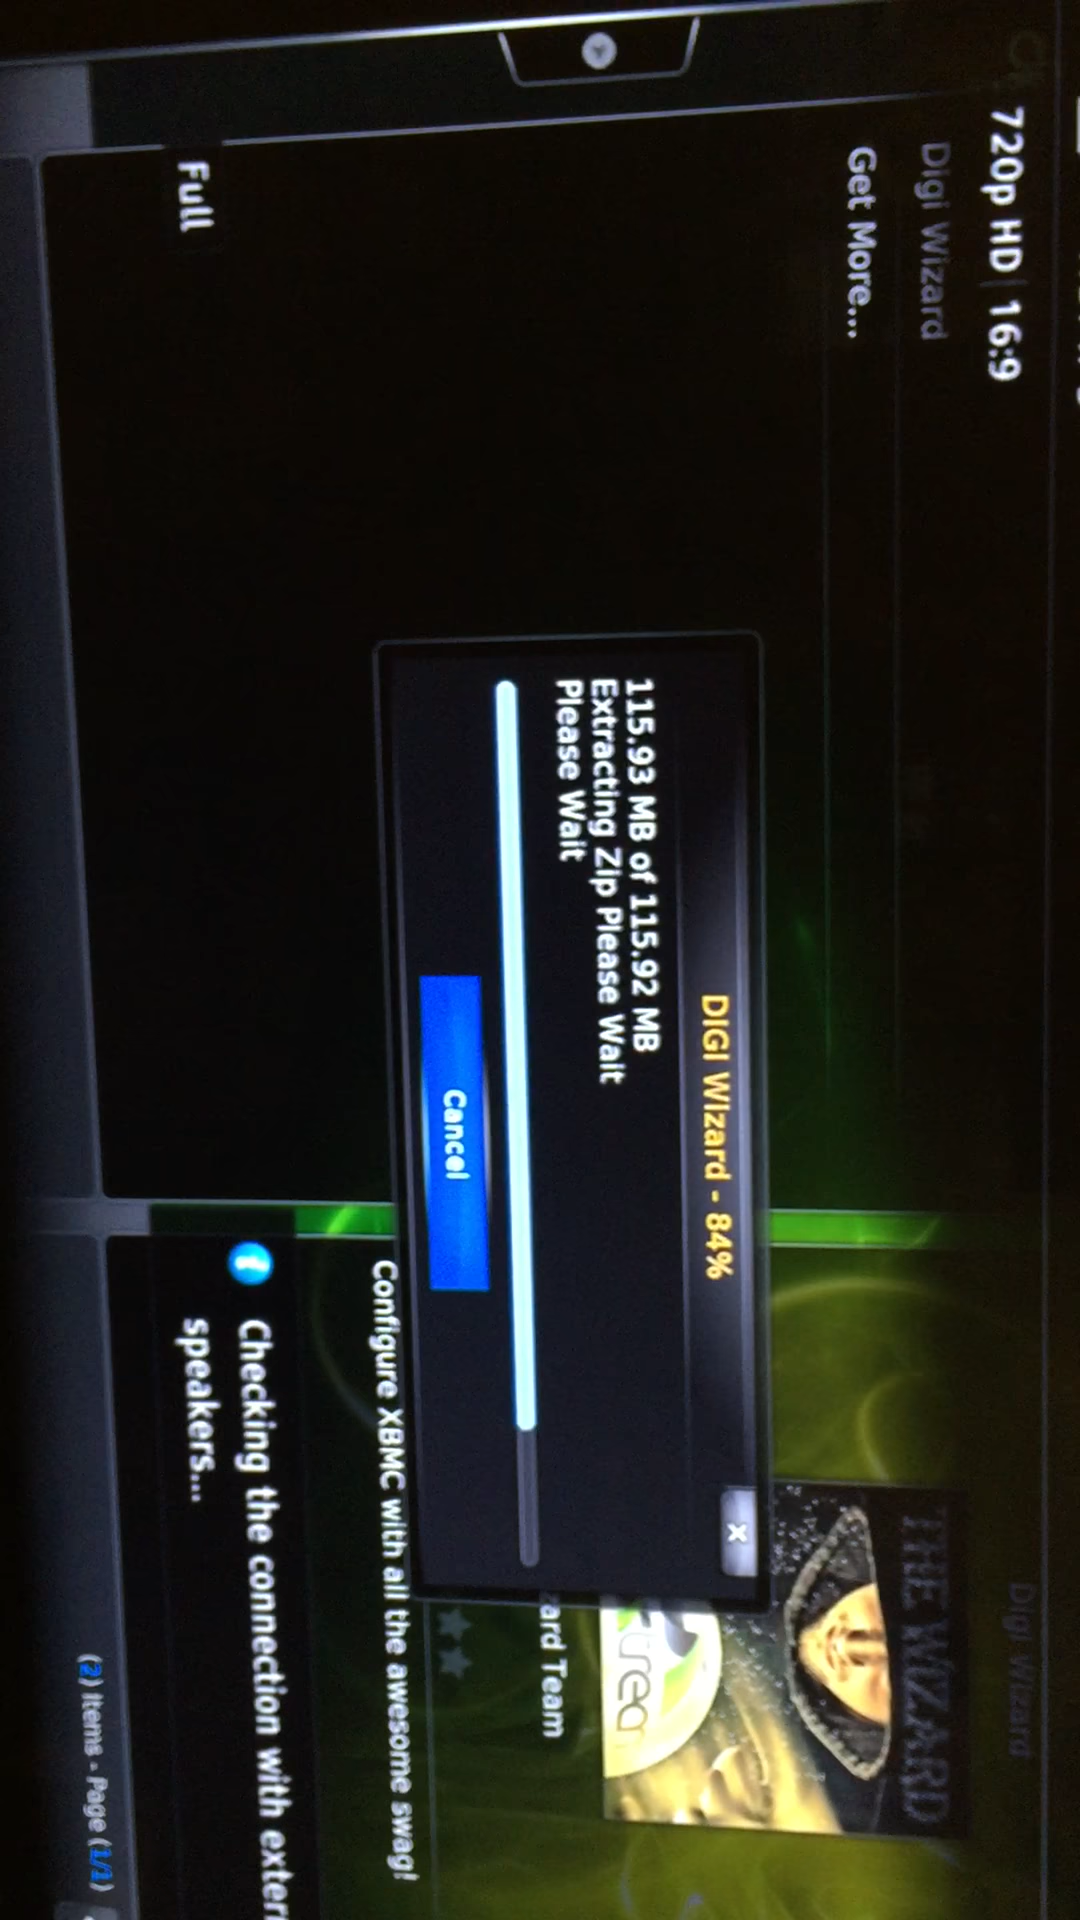 720p HD | 16:9
Digi Wizard
Digi Wizard
Get More...
THE WIZARD
DIGI Wizard - 84%
x
115.93 MB of 115.92 MB
Extracting Zip Please Wait
Please Wait
Cancel
ard Team
Configure XBMC with all the awesome swag!
Full
Checking the connection with extern
speakers...
(2) Items - Page (1/1)